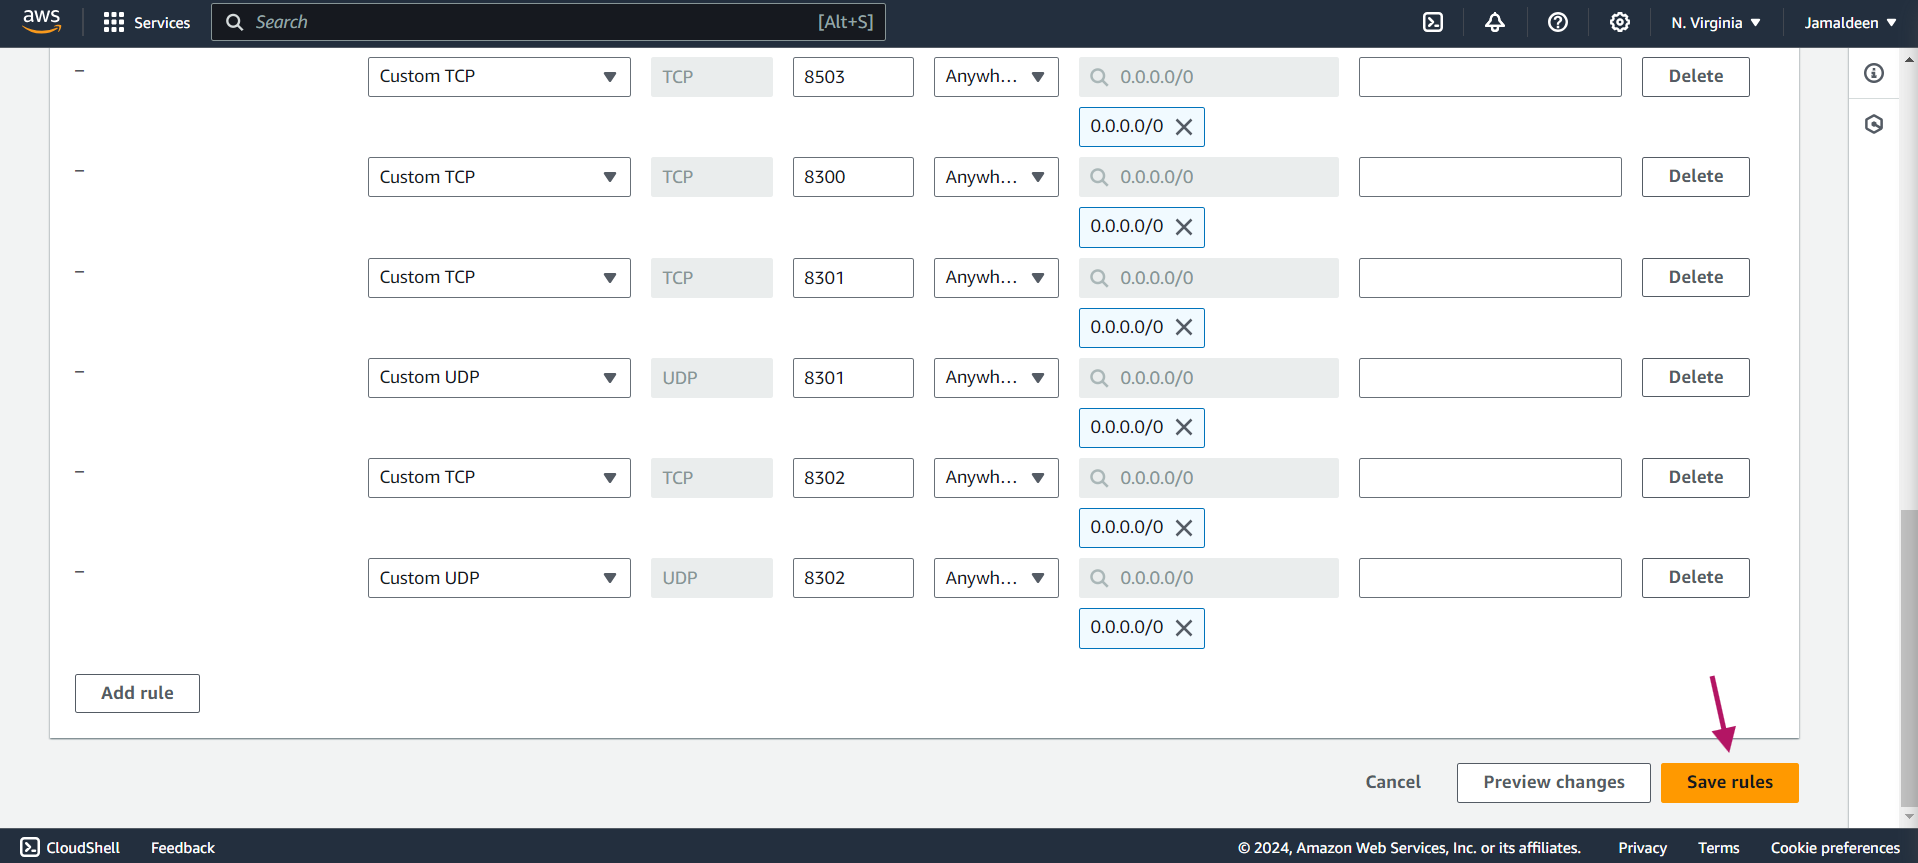 aws Services Search [Alt+S] N. Virginia Jamaldeen
– Custom TCP TCP 8503 Anywh... 0.0.0.0/0 Delete
0.0.0.0/0
– Custom TCP TCP 8300 Anywh... 0.0.0.0/0 Delete
0.0.0.0/0
– Custom TCP TCP 8301 Anywh... 0.0.0.0/0 Delete
0.0.0.0/0
– Custom UDP UDP 8301 Anywh... 0.0.0.0/0 Delete
0.0.0.0/0
– Custom TCP TCP 8302 Anywh... 0.0.0.0/0 Delete
0.0.0.0/0
– Custom UDP UDP 8302 Anywh... 0.0.0.0/0 Delete
0.0.0.0/0
Add rule
Cancel Preview changes Save rules
CloudShell Feedback © 2024, Amazon Web Services, Inc. or its affiliates. Privacy Terms Cookie preferences